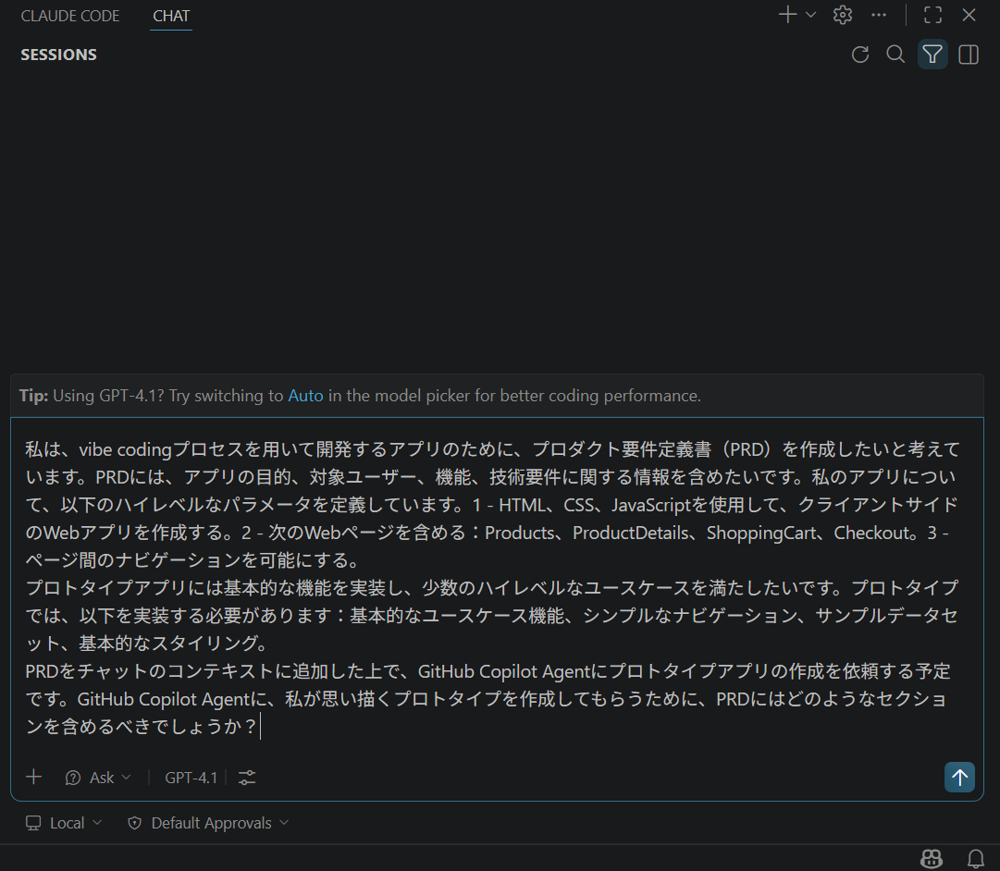 CLAUDE CODE
CHAT
SESSIONS
Tip: Using GPT-4.1? Try switching to Auto in the model picker for better coding performance.
私は、vibe codingプロセスを用いて開発するアプリのために、プロダクト要件定義書（PRD）を作成したいと考えて
います。PRDには、アプリの目的、対象ユーザー、機能、技術要件に関する情報を含めたいです。私のアプリについ
て、以下のハイレベルなパラメータを定義しています。1 - HTML、CSS、JavaScriptを使用して、クライアントサイド
のWebアプリを作成する。2 - 次のWebページを含める：Products、ProductDetails、ShoppingCart、Checkout。3 -
ページ間のナビゲーションを可能にする。
プロトタイプアプリには基本的な機能を実装し、少数のハイレベルなユースケースを満たしたいです。プロトタイプ
では、以下を実装する必要があります：基本的なユースケース機能、シンプルなナビゲーション、サンプルデータセ
ット、基本的なスタイリング。
PRDをチャットのコンテキストに追加した上で、GitHub Copilot Agentにプロトタイプアプリの作成を依頼する予定
です。GitHub Copilot Agentに、私が思い描くプロトタイプを作成してもらうために、PRDにはどのようなセクショ
ンを含めるべきでしょうか？
Ask
GPT-4.1
Local
Default Approvals